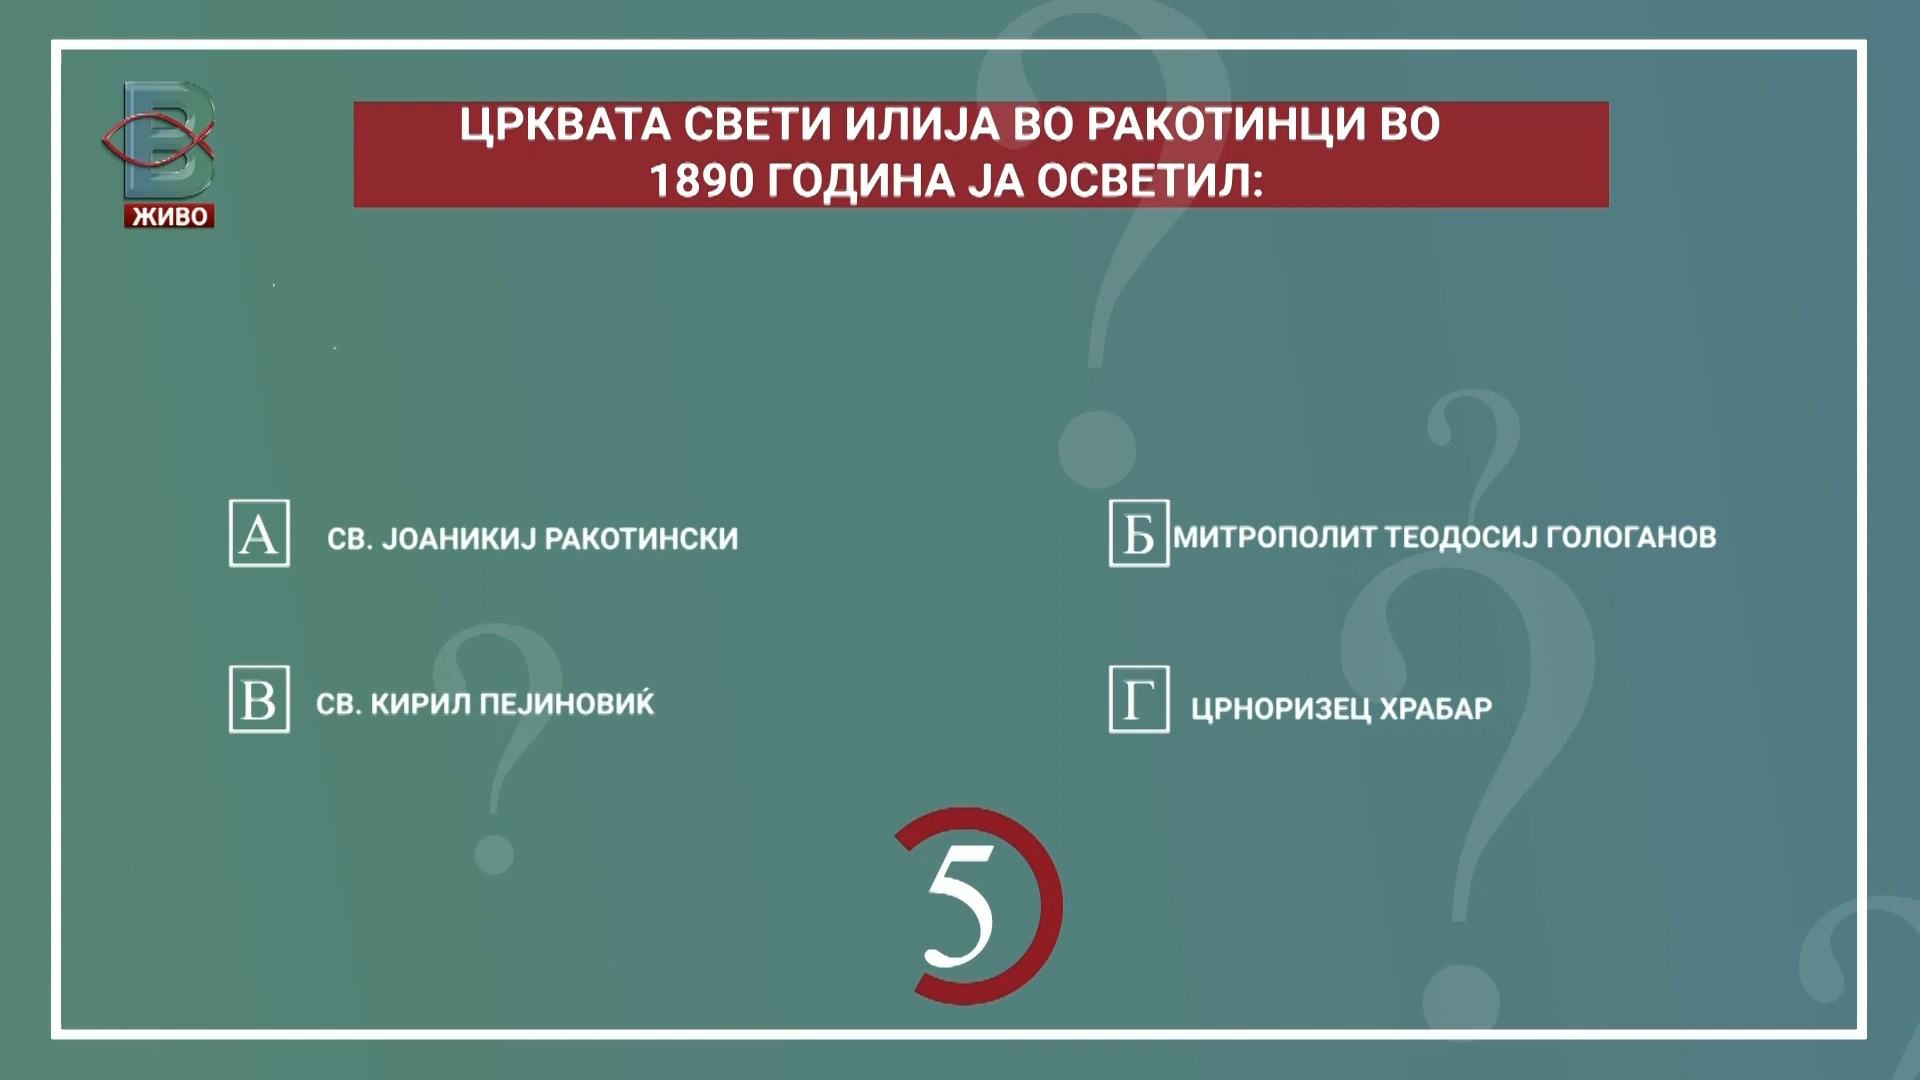 В
ЖИВО
ЦРКВАТА СВЕТИ ИЛИЈА ВО РАКОТИНЦИ ВО
1890 ГОДИНА ЈА ОСВЕТИЛ:
А СВ. ЈОАНИКИЈ РАКОТИНСКИ
Б МИТРОПОЛИТ ТЕОДОСИЈ ГОЛОГАНОВ
В СВ. КИРИЛ ПЕЈИНОВИЌ
Г ЦРНОРИЗЕЦ ХРАБАР
5